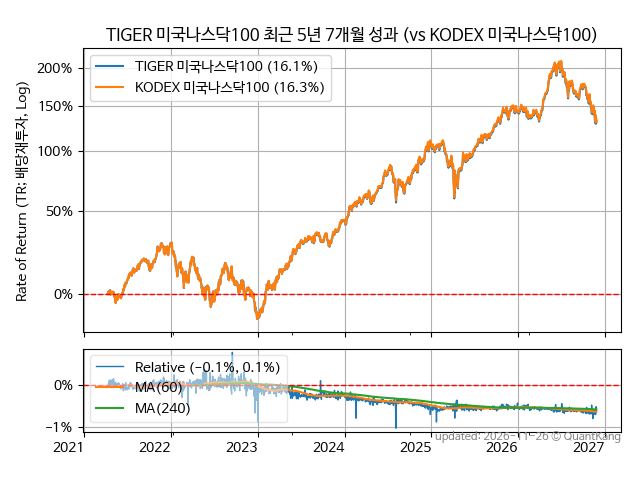 TIGER 미국나스닥100 최근 5년 7개월 성과 (vs KODEX 미국나스닥100)
TIGER 미국나스닥100 (16.1%)
KODEX 미국나스닥100 (16.3%)
200%
150%
100%
50%
0%
Rate of Return (TR: 배당재투자, Log)
Relative (-0.1%, 0.1%)
MA(60)
MA(240)
0%
-1%
2021
2022
2023
2024
2025
2026
2027
updated: 2026-11-26 © QuantKang